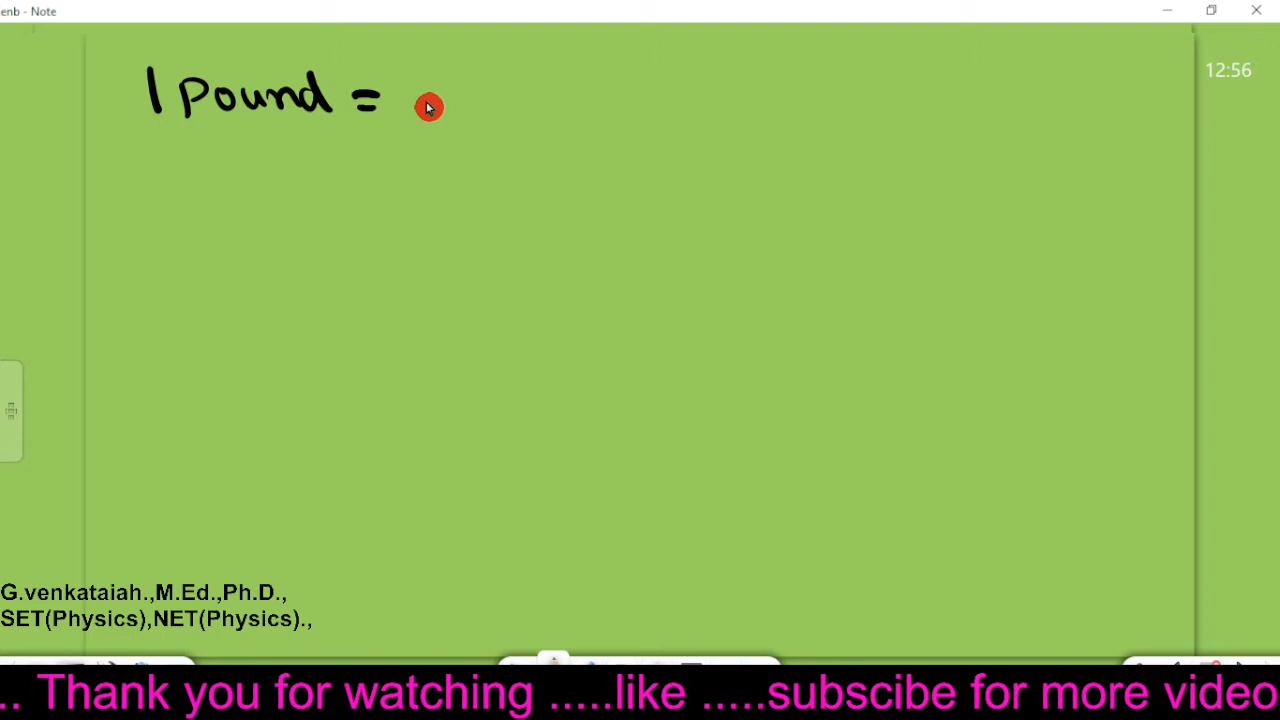 enb - Note
1 Pound =
12:56
G.venkataiah.,M.Ed.,Ph.D.,
SET(Physics),NET(Physics).,
.. Thank you for watching .....like .....subscibe for more video